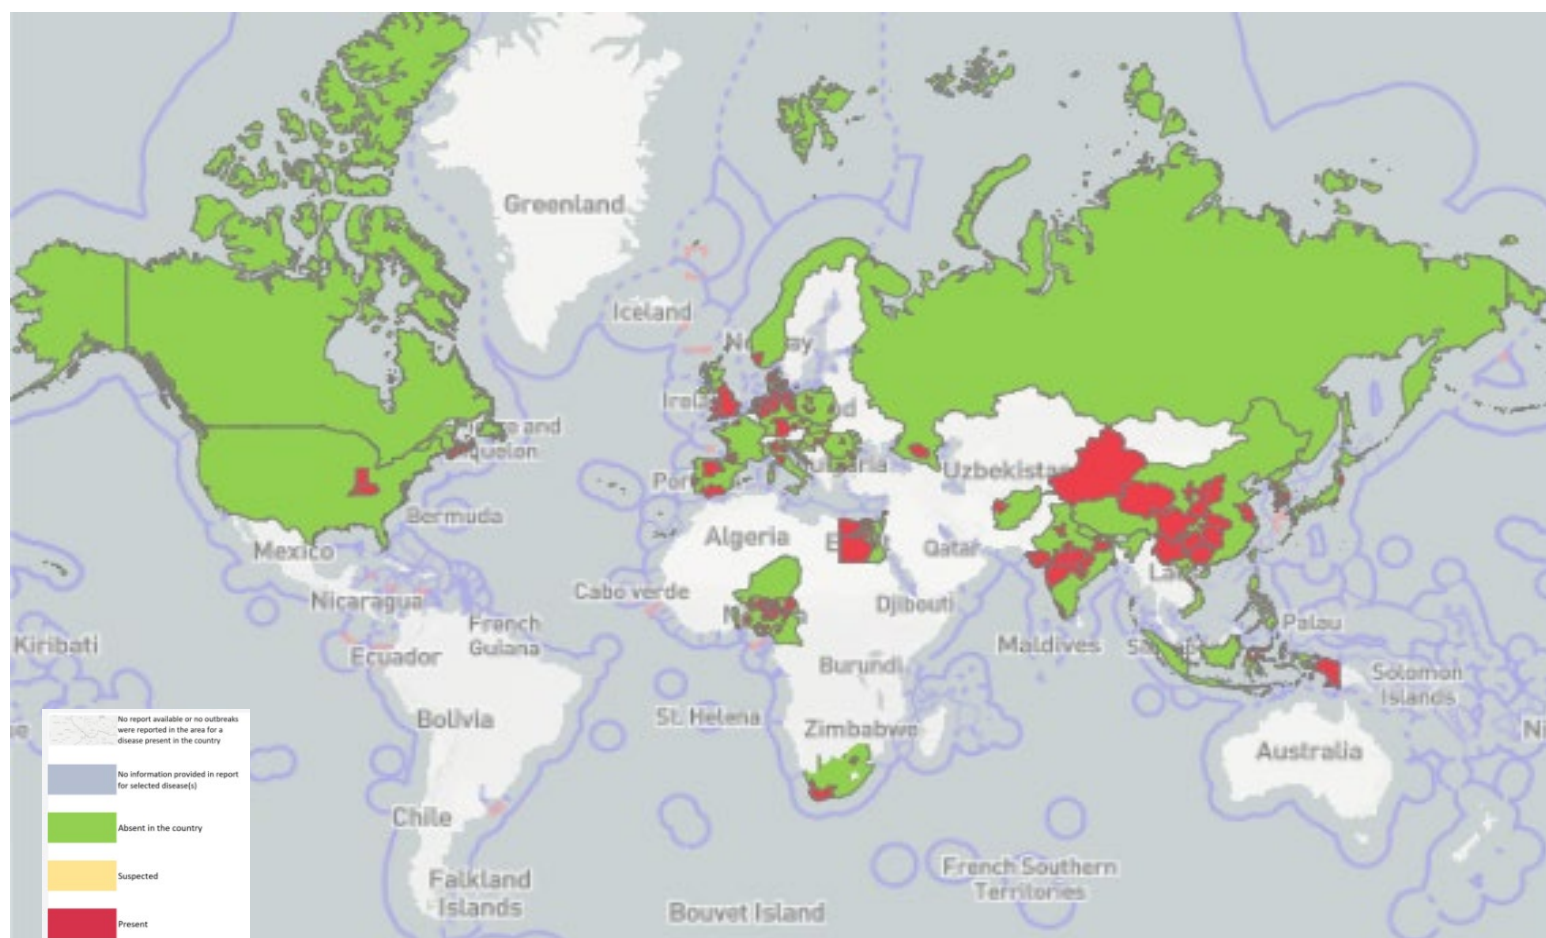 Greenland
Iceland
Bermuda
Mexico
Algeria
Qatar
Cabo verde
Nicaragua
Djibouti
French
Guiana
Palau
Kiribati
Maldives
Ecuador
Burundi
Solomon
Islands
St. Helena
Bolivia
Zimbabwe
Australia
Chile
French Southern
Territories
Falkland
Islands
Bouvet Island
No report available or no outbreaks
were reported in the area for a
disease present in the country
No information provided in report
for selected disease(s)
Absent in the country
Suspected
Present